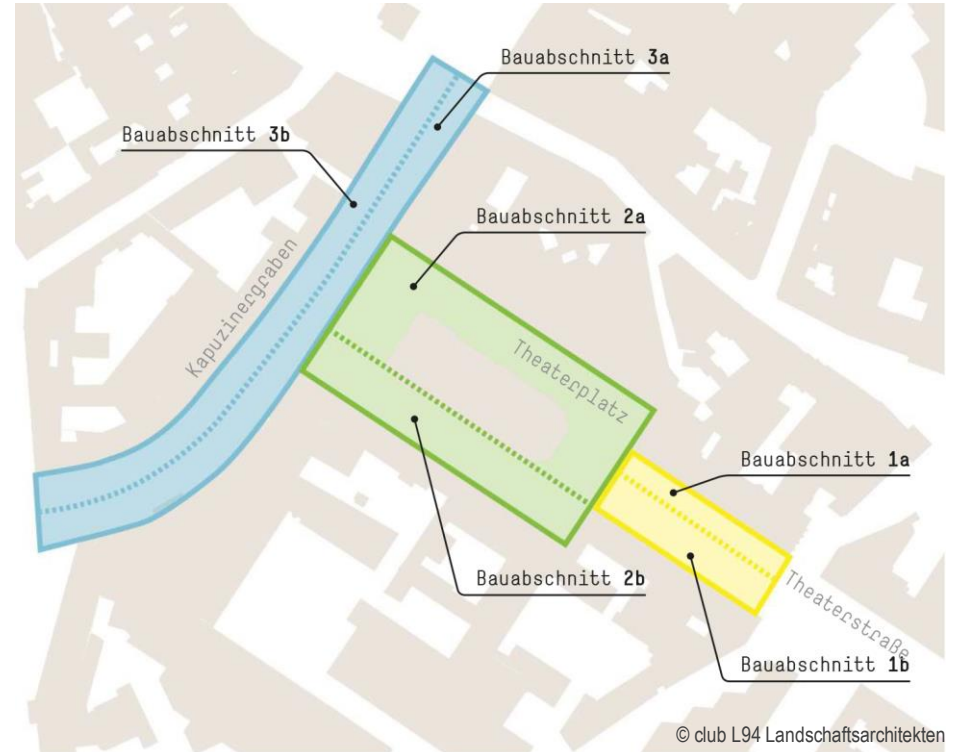 Bauabschnitt 3a
Bauabschnitt 3b
Bauabschnitt 2a
Kapuzinergraben
Theaterplatz
Bauabschnitt 1a
Bauabschnitt 2b
Theaterstraße
Bauabschnitt 1b
© club L94 Landschaftsarchitekten